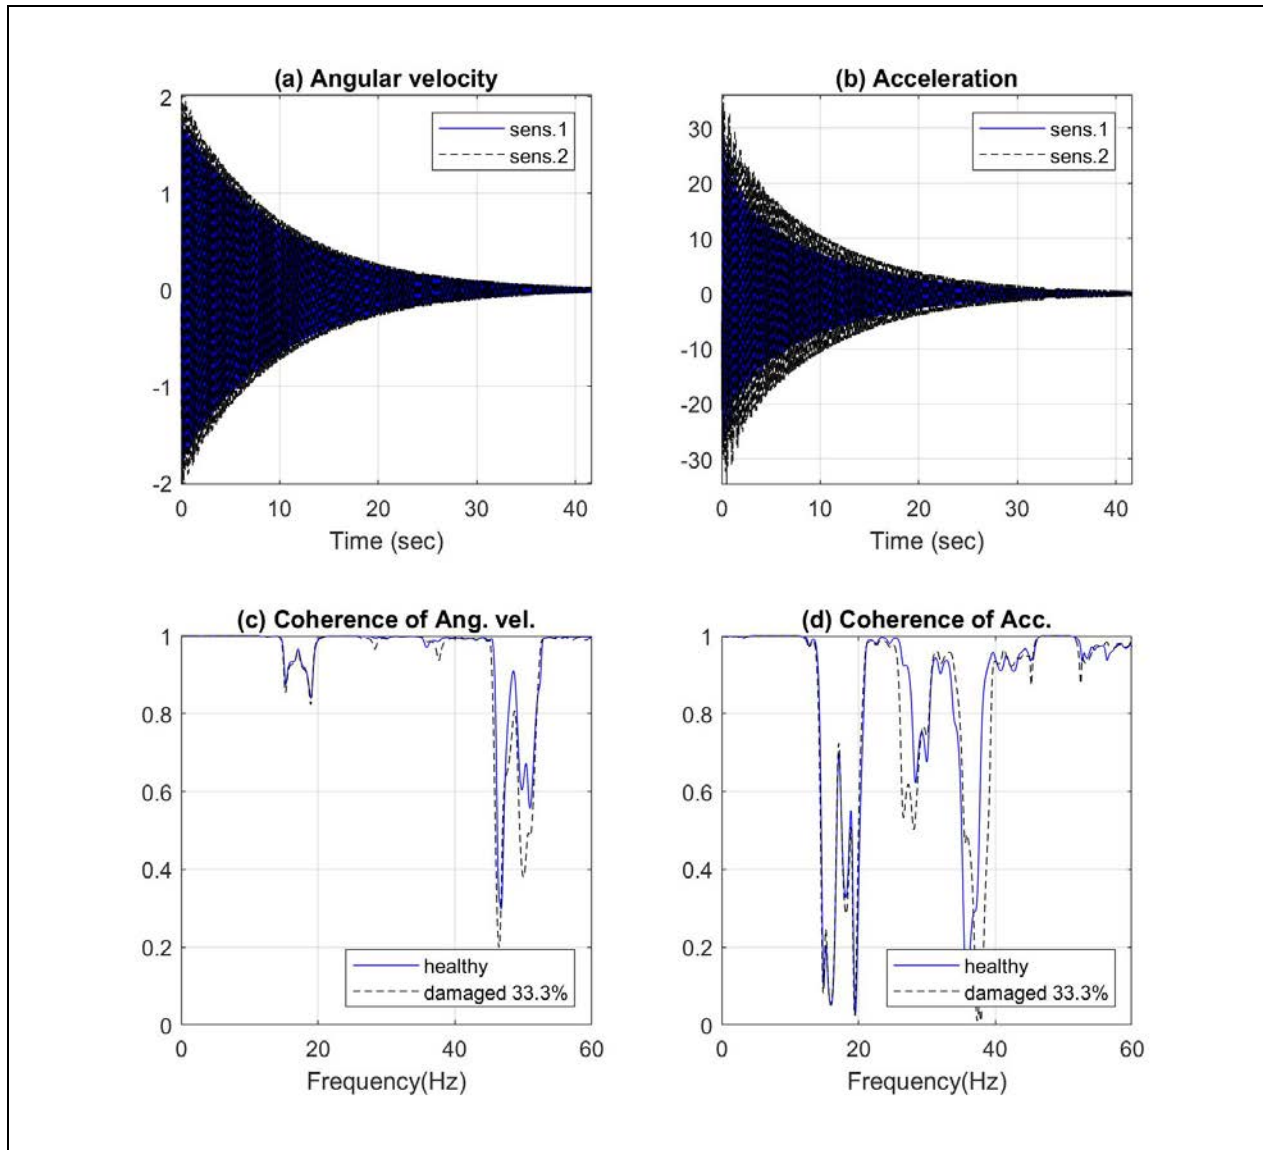 (a) Angular velocity
2
1
0
-1
-2
0 10 20 30 40
Time (sec)
sens.1
sens.2
(b) Acceleration
30
20
10
0
-10
-20
-30
0 10 20 30 40
Time (sec)
sens.1
sens.2
(c) Coherence of Ang. vel.
1
0.8
0.6
0.4
0.2
0
0 20 40 60
Frequency(Hz)
healthy
damaged 33.3%
(d) Coherence of Acc.
1
0.8
0.6
0.4
0.2
0
0 20 40 60
Frequency(Hz)
healthy
damaged 33.3%